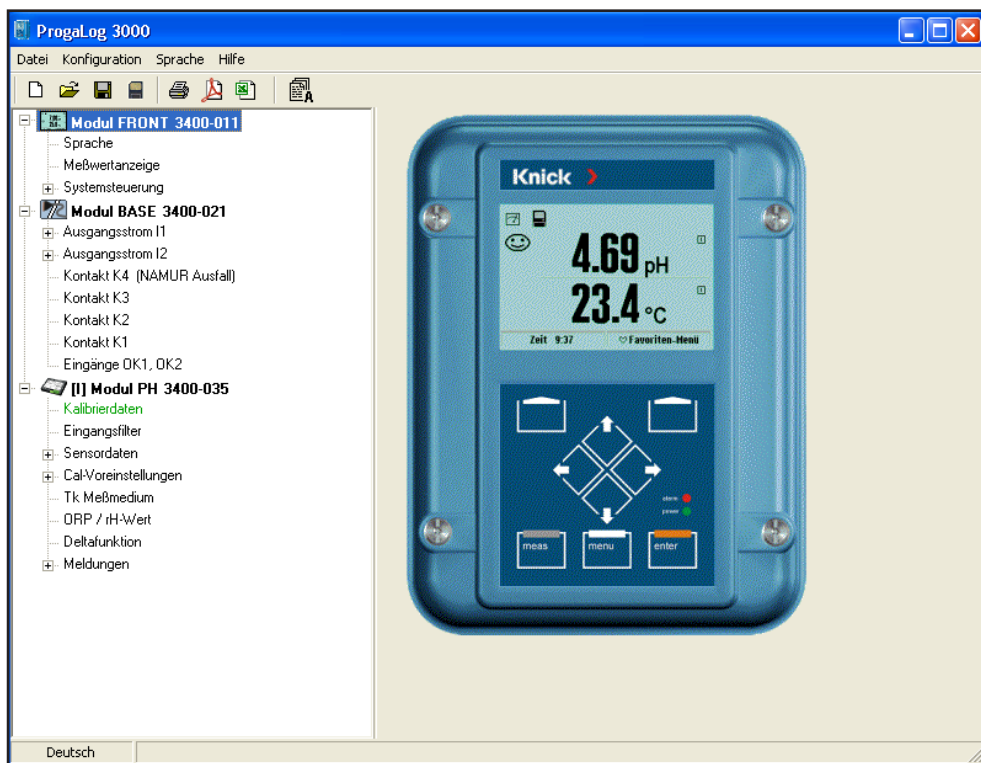 ProgaLog 3000
Datei Konfiguration Sprache Hilfe
A
Modul FRONT 3400-011
Sprache
Meßwertanzeige
Systemsteuerung
Modul BASE 3400-021
Ausgangsstrom I1
Ausgangsstrom I2
Kontakt K4 (NAMUR Ausfall)
Kontakt K3
Kontakt K2
Kontakt K1
Eingänge OK1, OK2
[I] Modul PH 3400-035
Kalibrierdaten
Eingangsfilter
Sensordaten
Cal-Voreinstellungen
Tk Meßmedium
ORP / rH-Wert
Deltafunktion
Meldungen
Knick >
4.69 pH
23.4 °C
Zeit 9:37 ♡Favoriten-Menü
alarm
power
meas menu enter
Deutsch